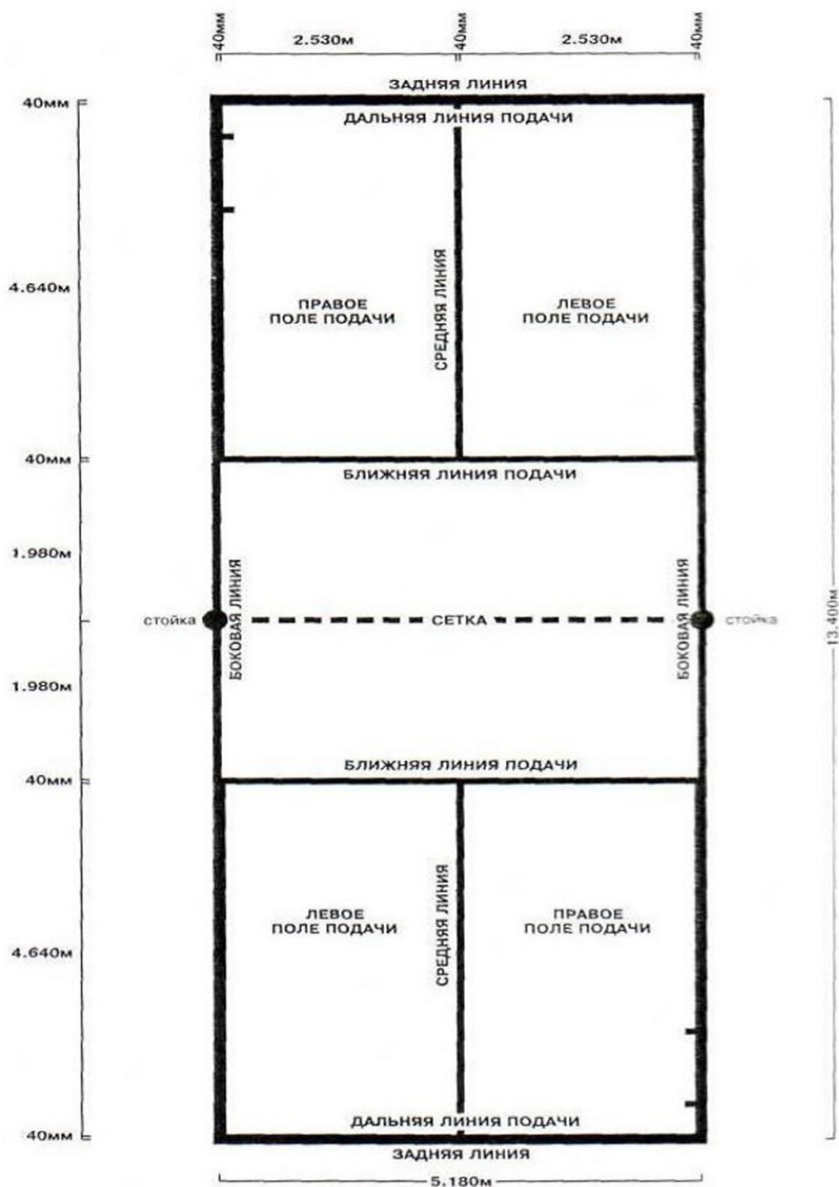 40мм
40мм
40мм
2.530м
2.530м
ЗАДНЯЯ ЛИНИЯ
40мм
ДАЛЬНЯЯ ЛИНИЯ ПОДАЧИ
4.640м
ПРАВОЕ
ПОЛЕ ПОДАЧИ
СРЕДНЯЯ ЛИНИЯ
ЛЕВОЕ
ПОЛЕ ПОДАЧИ
40мм
БЛИЖНЯЯ ЛИНИЯ ПОДАЧИ
1.980м
стойка
БОКОВАЯ ЛИНИЯ
СЕТКА
БОКОВАЯ ЛИНИЯ
стойка
13.400м
1.980м
40мм
БЛИЖНЯЯ ЛИНИЯ ПОДАЧИ
ЛЕВОЕ
ПОЛЕ ПОДАЧИ
СРЕДНЯЯ ЛИНИЯ
ПРАВОЕ
ПОЛЕ ПОДАЧИ
4.640м
ДАЛЬНЯЯ ЛИНИЯ ПОДАЧИ
40мм
ЗАДНЯЯ ЛИНИЯ
5.180м